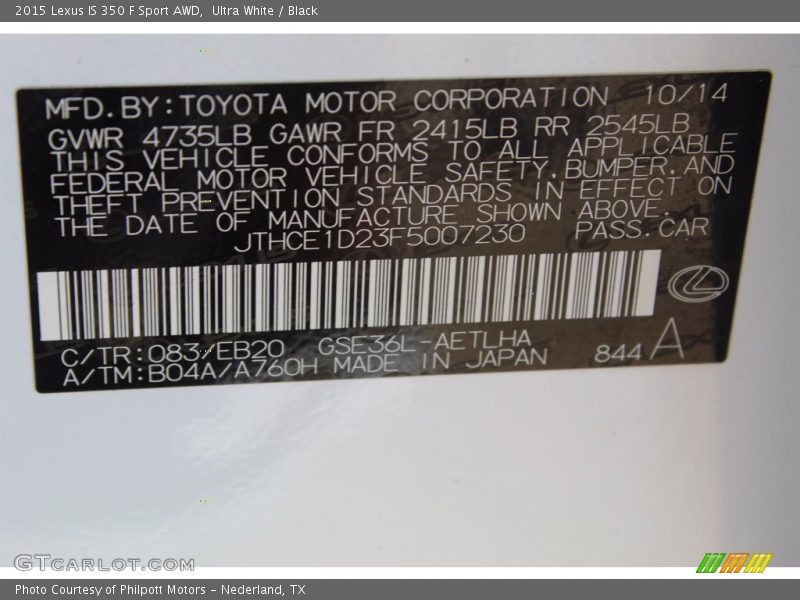 2015 Lexus IS 350 F Sport AWD,  Ultra White / Black
MFD.BY:TOYOTA MOTOR CORPORATION 10/14
GVWR 4735LB GAWR FR 2415LB RR 2545LB
THIS VEHICLE CONFORMS TO ALL APPLICABLE
FEDERAL MOTOR VEHICLE SAFETY,BUMPER,AND
THEFT PREVENTION STANDARDS IN EFFECT ON
THE DATE OF MANUFACTURE SHOWN ABOVE.
JTHCE1D23F5007230 PASS.CAR
C/TR:083/EB20 GSE36L-AETLHA
A/TM:B04A/A760H MADE IN JAPAN 844 A
GTCARLOT.COM
Photo Courtesy of Philpott Motors - Nederland, TX